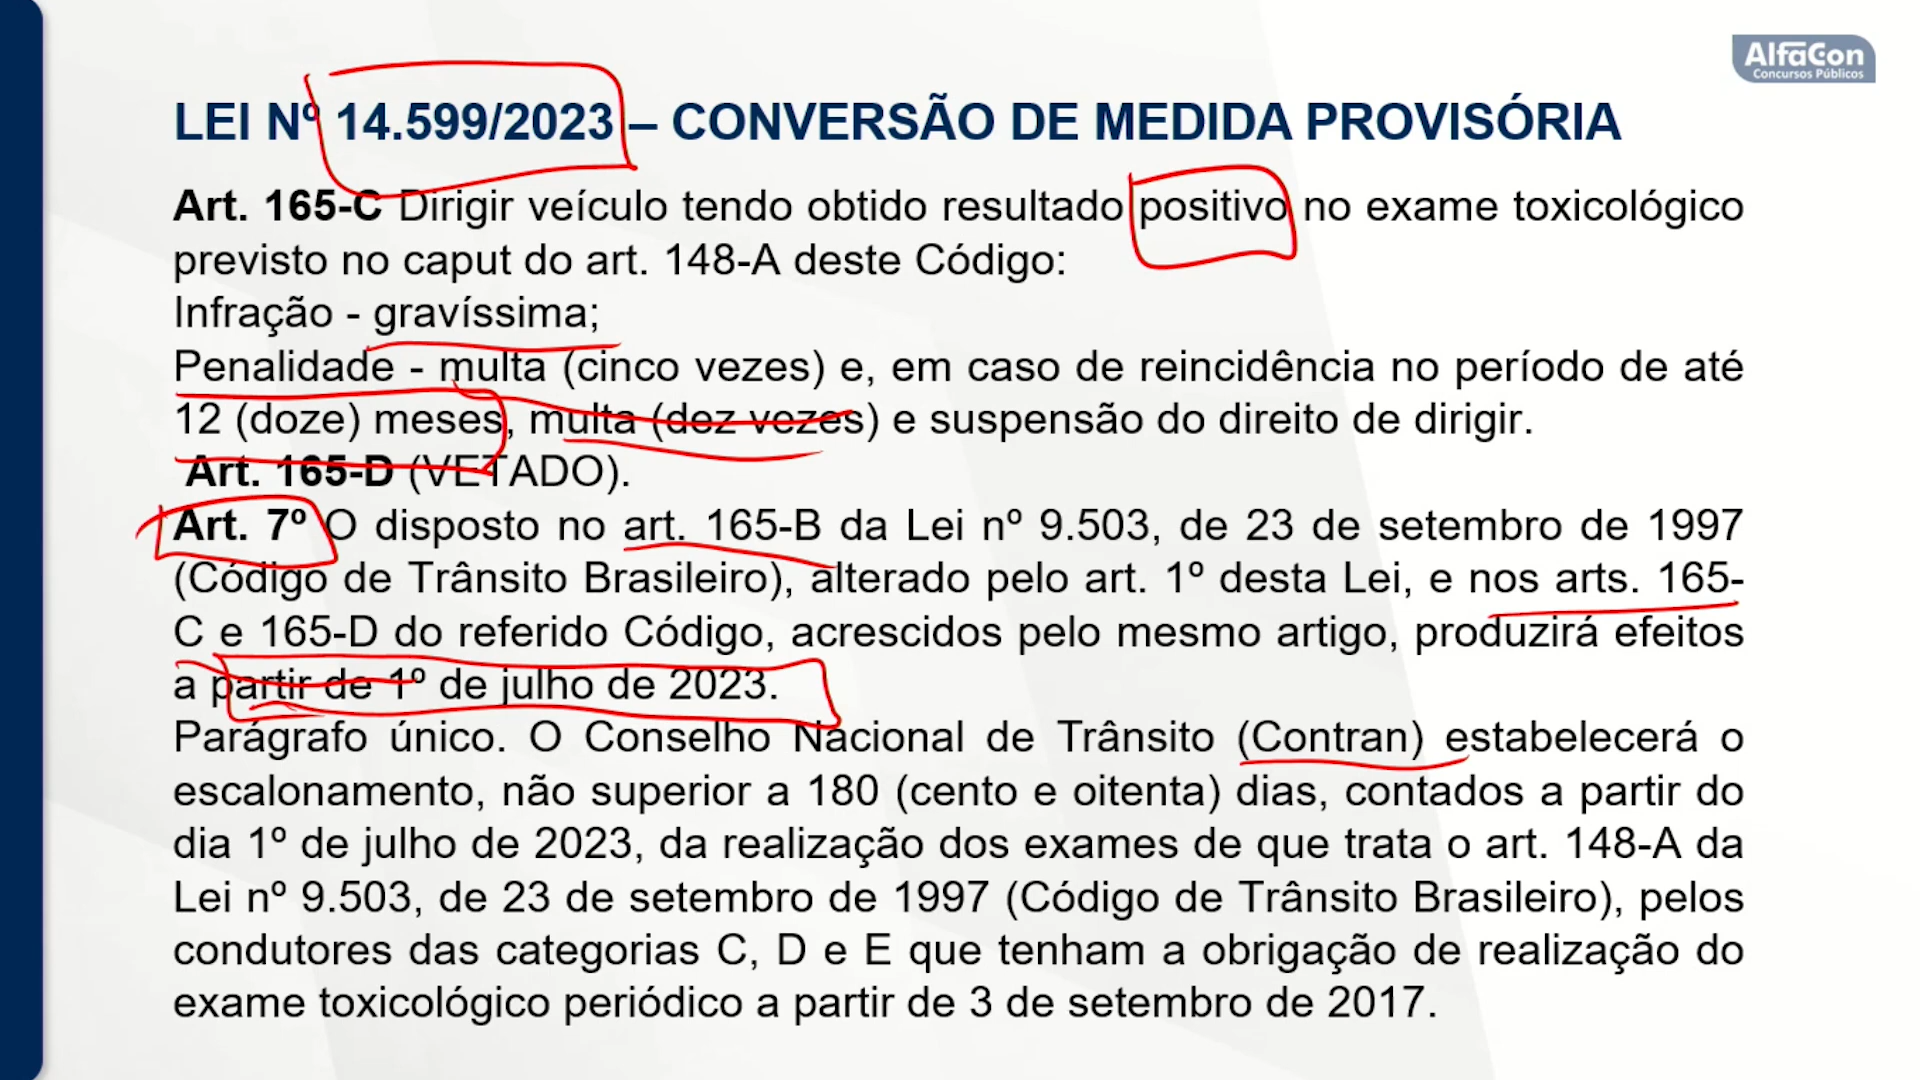 AlfaCon
Concursos Públicos
LEI Nº 14.599/2023 – CONVERSÃO DE MEDIDA PROVISÓRIA
Art. 165-C Dirigir veículo tendo obtido resultado positivo no exame toxicológico
previsto no caput do art. 148-A deste Código:
Infração - gravíssima;
Penalidade - multa (cinco vezes) e, em caso de reincidência no período de até
12 (doze) meses, multa (dez vezes) e suspensão do direito de dirigir.
Art. 165-D (VETADO).
Art. 7º O disposto no art. 165-B da Lei nº 9.503, de 23 de setembro de 1997
(Código de Trânsito Brasileiro), alterado pelo art. 1º desta Lei, e nos arts. 165-
C e 165-D do referido Código, acrescidos pelo mesmo artigo, produzirá efeitos
a partir de 1º de julho de 2023.
Parágrafo único. O Conselho Nacional de Trânsito (Contran) estabelecerá o
escalonamento, não superior a 180 (cento e oitenta) dias, contados a partir do
dia 1º de julho de 2023, da realização dos exames de que trata o art. 148-A da
Lei nº 9.503, de 23 de setembro de 1997 (Código de Trânsito Brasileiro), pelos
condutores das categorias C, D e E que tenham a obrigação de realização do
exame toxicológico periódico a partir de 3 de setembro de 2017.